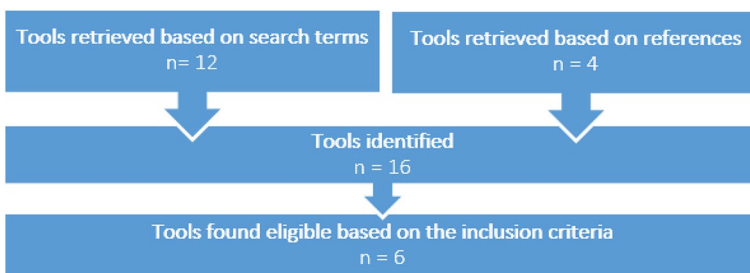 Tools retrieved based on search terms
n= 12
Tools retrieved based on references
n = 4
Tools identified
n = 16
Tools found eligible based on the inclusion criteria
n = 6